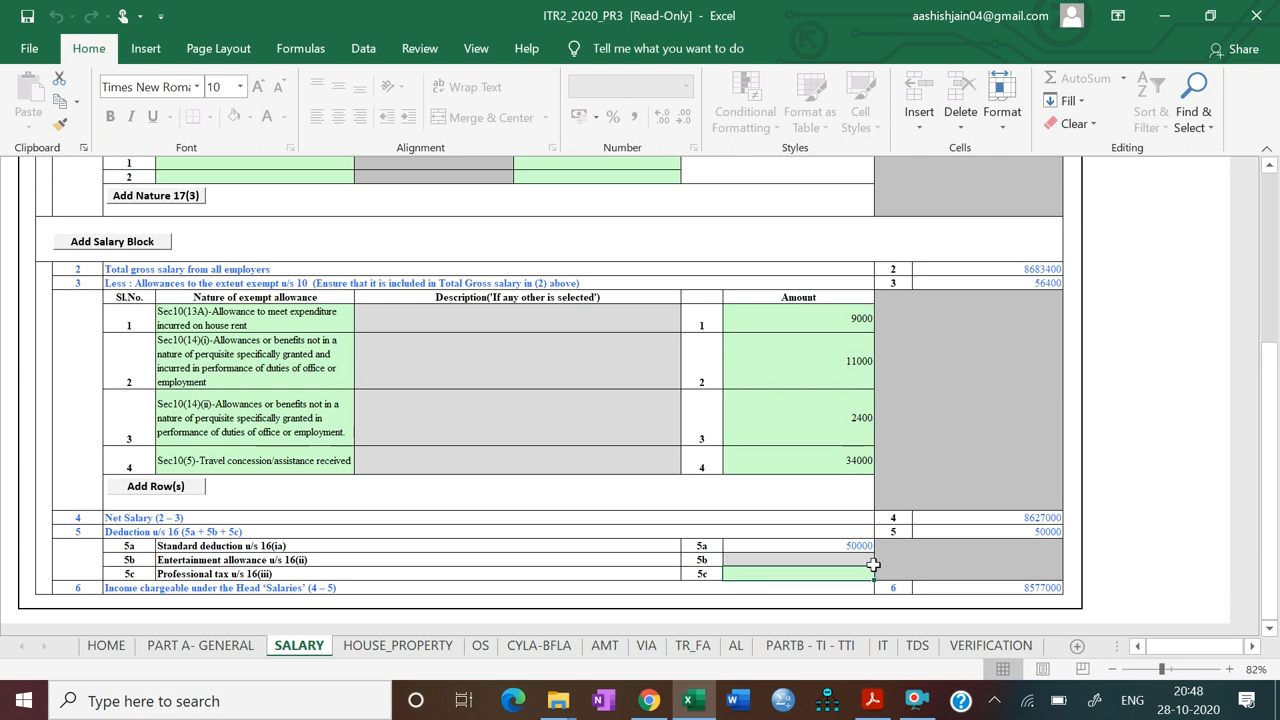 ITR2_2020_PR3 [Read-Only] - Excel
aashishjain04@gmail.com
File Home Insert Page Layout Formulas Data Review View Help Tell me what you want to do Share
Paste
Clipboard
Times New Roma 10
A A
B I U
A
Font
ab Wrap Text
Merge & Center
Alignment
% ,
Number
Conditional Formatting
Format as Table
Cell Styles
Styles
Insert Delete Format
Cells
AutoSum
Fill
Clear
Sort & Filter
Find & Select
Editing
1
2
Add Nature 17(3)
Add Salary Block
2 Total gross salary from all employers 2 8683400
3 Less : Allowances to the extent exempt u/s 10 (Ensure that it is included in Total Gross salary in (2) above) 3 56400
Sl.No. Nature of exempt allowance Description('If any other is selected') Amount
Sec10(13A)-Allowance to meet expenditure
incurred on house rent
1 1 9000
Sec10(14)(i)-Allowances or benefits not in a
nature of perquisite specifically granted and
incurred in performance of duties of office or
employment
2 2 11000
Sec10(14)(ii)-Allowances or benefits not in a
nature of perquisite specifically granted in
performance of duties of office or employment.
3 3 2400
4 Sec10(5)-Travel concession/assistance received 4 34000
Add Row(s)
4 Net Salary (2 – 3) 4 8627000
5 Deduction u/s 16 (5a + 5b + 5c) 5 50000
5a Standard deduction u/s 16(ia) 5a 50000
5b Entertainment allowance u/s 16(ii) 5b
5c Professional tax u/s 16(iii) 5c
6 Income chargeable under the Head ‘Salaries’ (4 – 5) 6 8577000
HOME PART A- GENERAL SALARY HOUSE_PROPERTY OS CYLA-BFLA AMT VIA TR_FA AL PARTB - TI - TTI IT TDS VERIFICATION
82%
Type here to search
ENG
20:48
28-10-2020